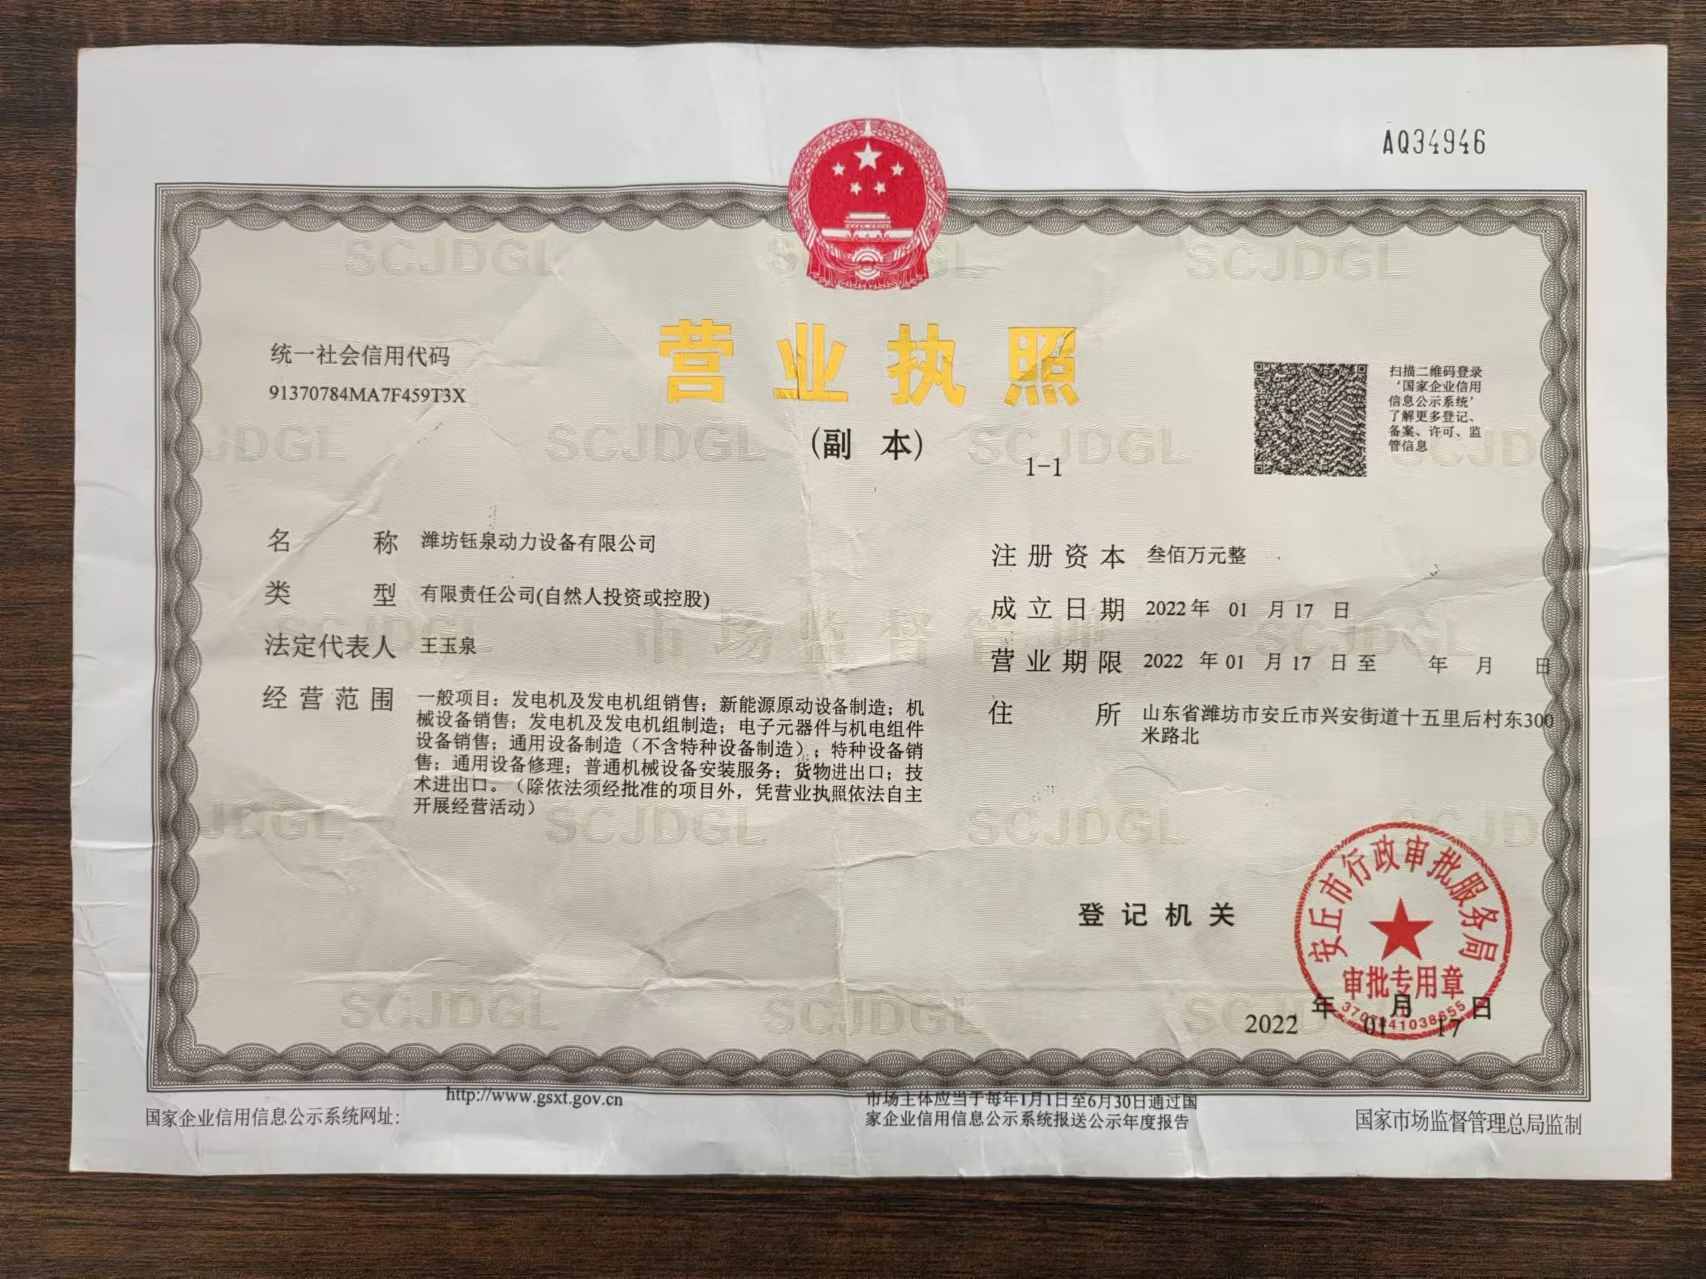 AQ34946
营业执照
(副 本)
1-1
统一社会信用代码
91370784MA7F459T3X
扫描二维码登录
‘国家企业信用
信息公示系统’
了解更多登记、
备案、许可、监
管信息
名 称 潍坊钰泉动力设备有限公司
类 型 有限责任公司(自然人投资或控股)
法定代表人 王玉泉
经营范围 一般项目：发电机及发电机组销售；新能源原动设备制造；机
械设备销售；发电机及发电机组制造；电子元器件与机电组件
设备销售；通用设备制造（不含特种设备制造）；特种设备销
售；通用设备修理；普通机械设备安装服务；货物进出口；技
术进出口。（除依法须经批准的项目外，凭营业执照依法自主
开展经营活动）
注册资本 叁佰万元整
成立日期 2022 年 01 月 17 日
营业期限 2022 年 01 月 17 日 至 年 月 日
住 所 山东省潍坊市安丘市兴安街道十五里后村东300
米路北
登记机关
安丘市行政审批服务局
审批专用章
2022 年 01 月 17 日
国家企业信用信息公示系统网址：
http://www.gsxt.gov.cn
市场主体应当于每年1月1日至6月30日通过国
家企业信用信息公示系统报送公示年度报告
国家市场监督管理总局监制
SCJDGL
市场监督管理